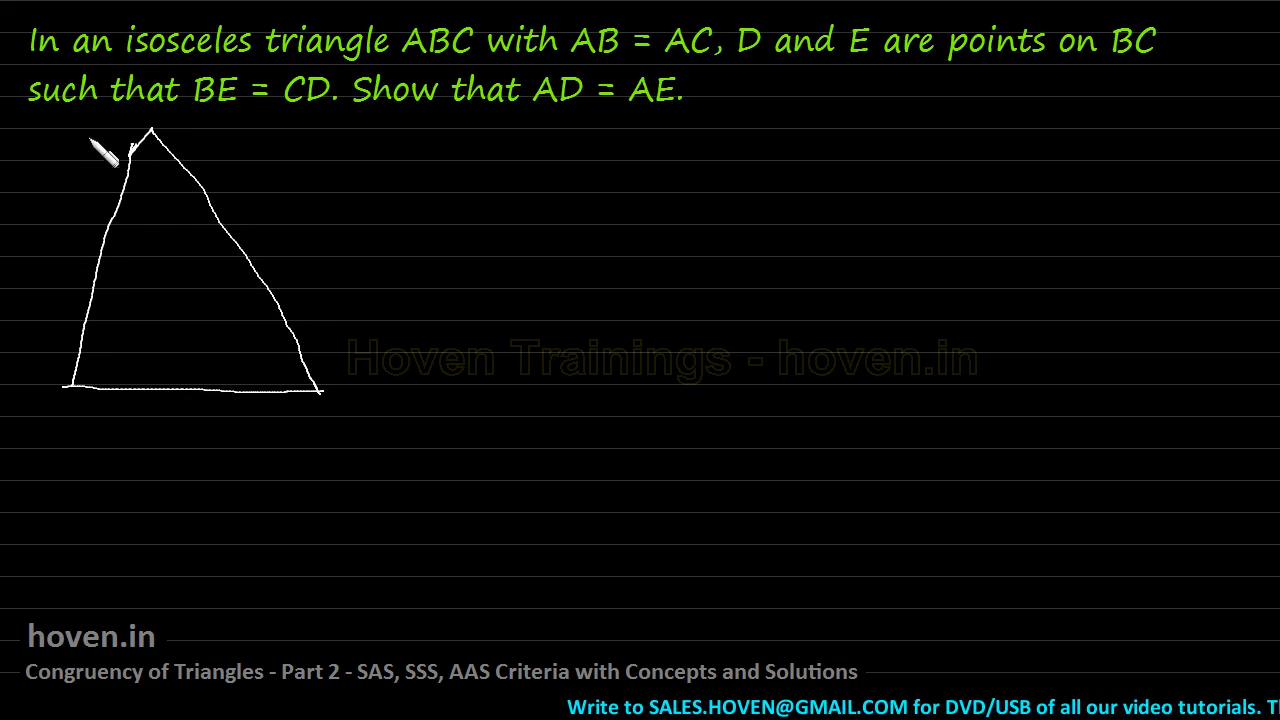 In an isosceles triangle ABC with AB = AC, D and E are points on BC
such that BE = CD. Show that AD = AE.
Hoven Trainings - hoven.in
hoven.in
Congruency of Triangles - Part 2 - SAS, SSS, AAS Criteria with Concepts and Solutions
Write to SALES.HOVEN@GMAIL.COM for DVD/USB of all our video tutorials. T